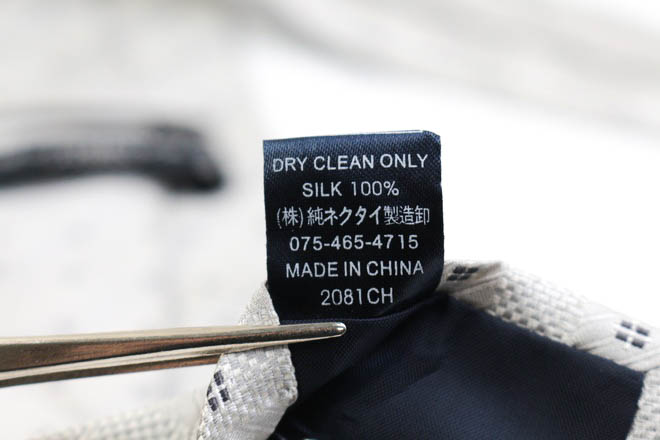 DRY CLEAN ONLY
SILK 100%
(株)純ネクタイ製造卸
075-465-4715
MADE IN CHINA
2081CH